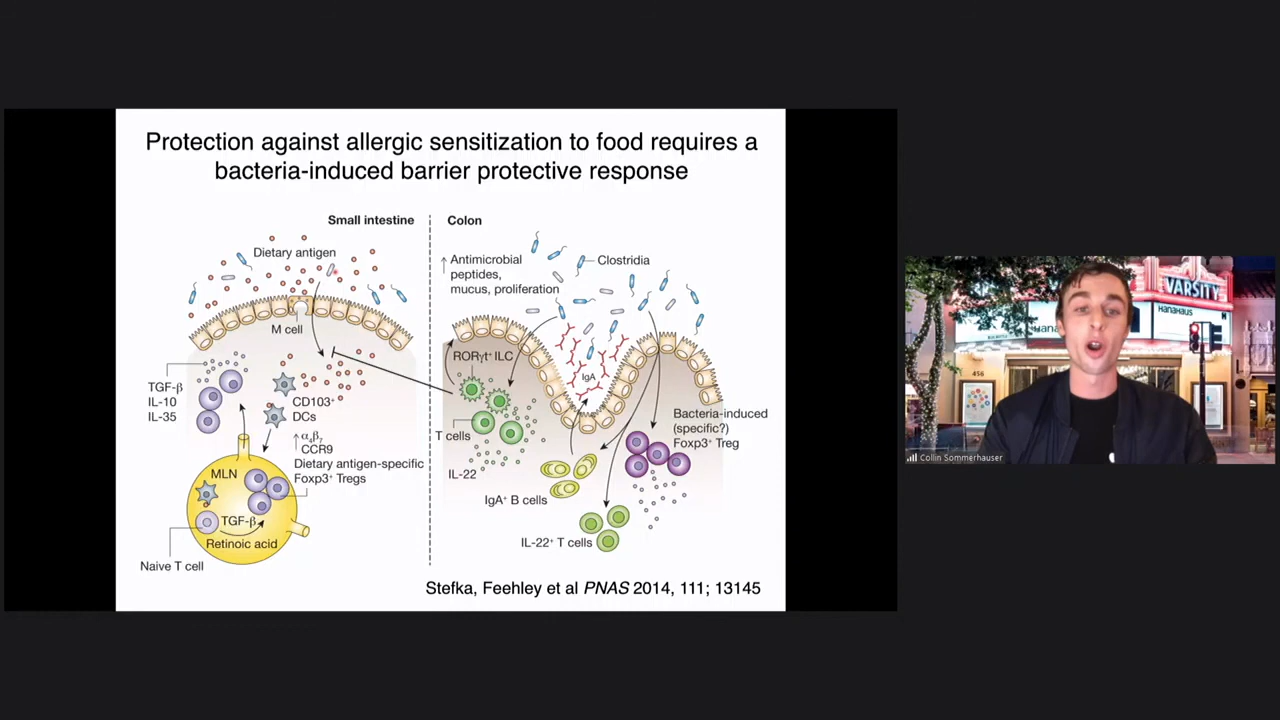 Protection against allergic sensitization to food requires a
bacteria-induced barrier protective response
Small intestine
Colon
Dietary antigen
M cell
TGF-β
IL-10
IL-35
CD103⁺
DCs
↑ α₄β₇
CCR9
Dietary antigen-specific
Foxp3⁺ Tregs
MLN
TGF-β
Retinoic acid
Naive T cell
↑ Antimicrobial
peptides,
mucus, proliferation
Clostridia
RORγt⁺ ILC
IgA
T cells
IL-22
IgA⁺ B cells
IL-22⁺ T cells
Bacteria-induced
(specific?)
Foxp3⁺ Treg
Stefka, Feehley et al PNAS 2014, 111; 13145
VARSITY
HanaHaus
456
Collin Sommerhauser